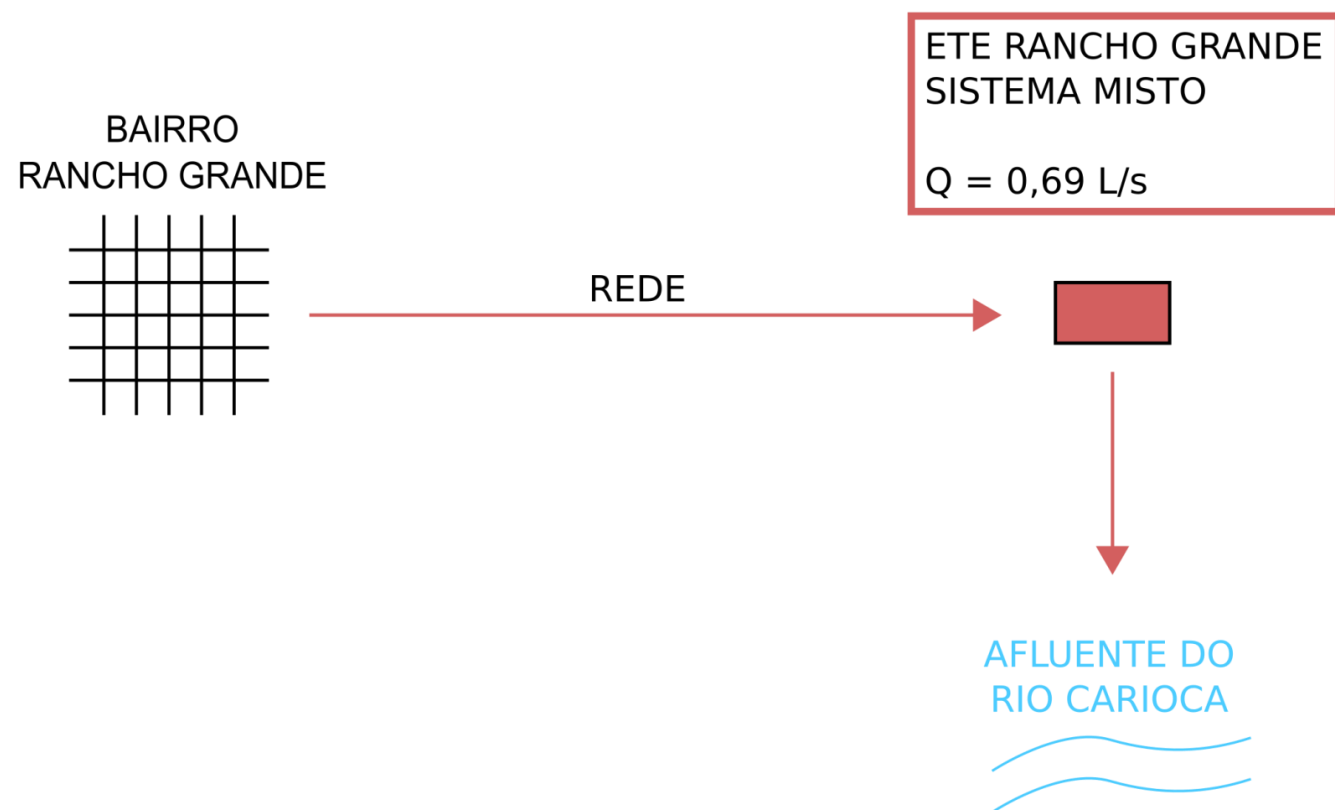 ETE RANCHO GRANDE
SISTEMA MISTO
Q = 0,69 L/s
BAIRRO
RANCHO GRANDE
REDE
AFLUENTE DO
RIO CARIOCA